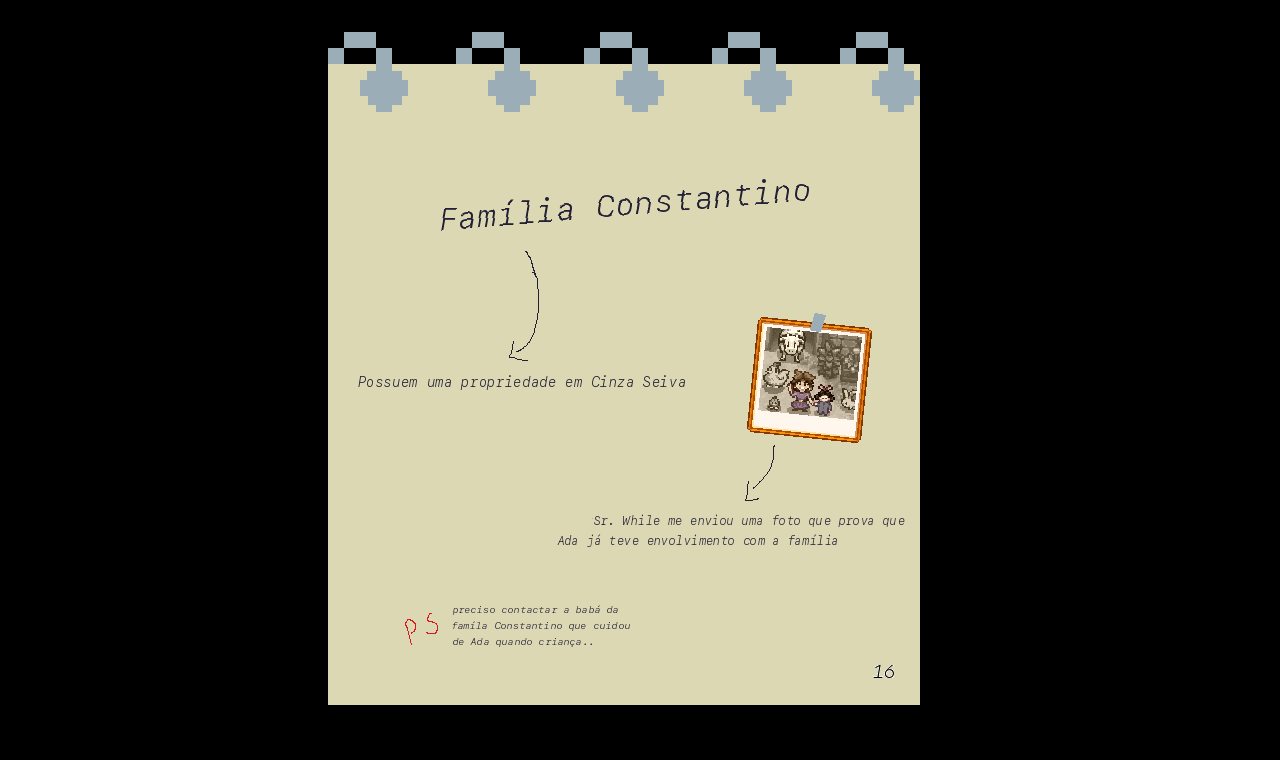 Família Constantino
Possuem uma propriedade em Cinza Seiva
Sr. While me enviou uma foto que prova que
Ada já teve envolvimento com a família
PS
preciso contactar a babá da
famíla Constantino que cuidou
de Ada quando criança..
16